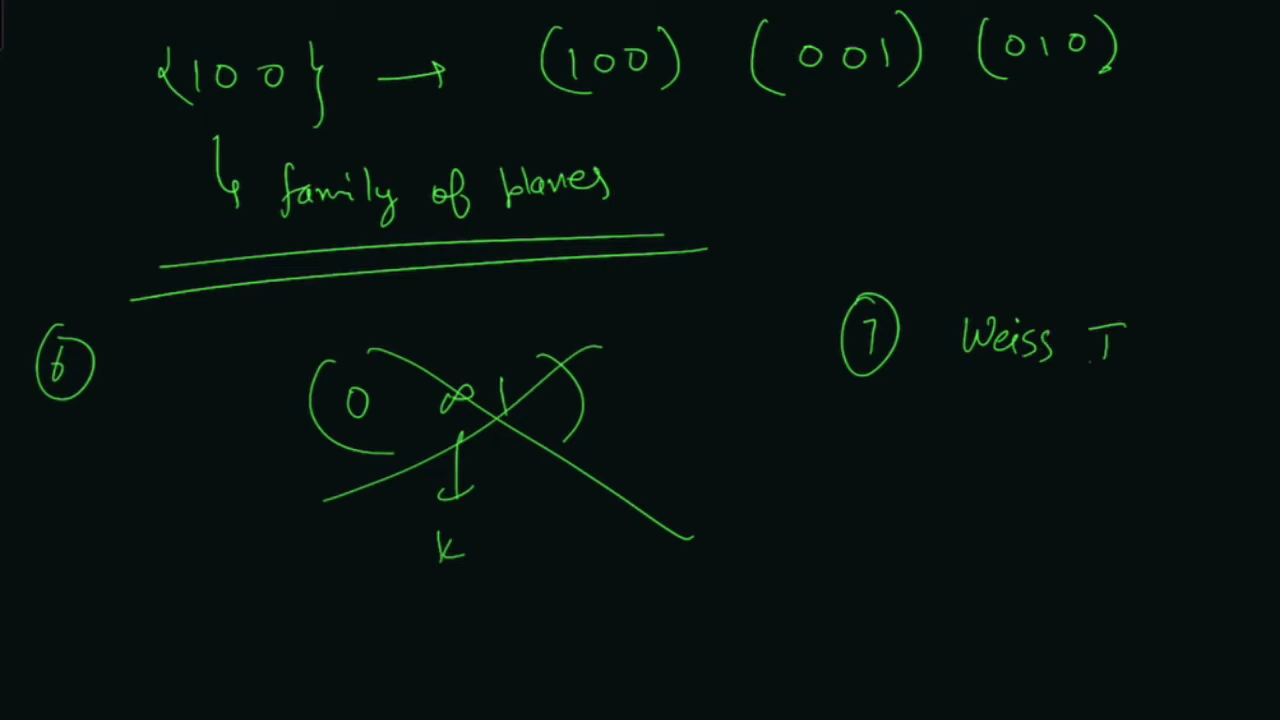 {100} → (100) (001) (010)
↳ family of planes
⑥ (0 ∞ 1)
↓
k
⑦ Weiss I